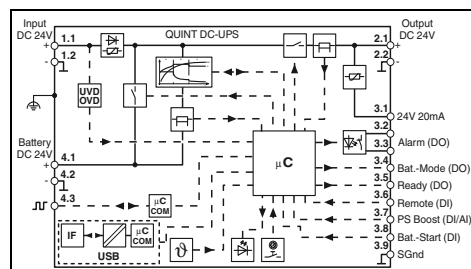 Input
DC 24V
QUINT DC-UPS
Output
DC 24V
+ 1.1
- 1.2
2.1 +
2.2 -
UVD
OVD
3.1
24V 20mA
3.2
Alarm (DO)
3.3
Battery
DC 24V
+ 4.1
- 4.2
4.3
µC
3.4
Bat.-Mode (DO)
3.5
Ready (DO)
3.6
Remote (DI)
3.7
PS Boost (DI/AI)
3.8
Bat.-Start (DI)
3.9
SGnd
µC
COM
IF
µC
COM
USB
ϑ